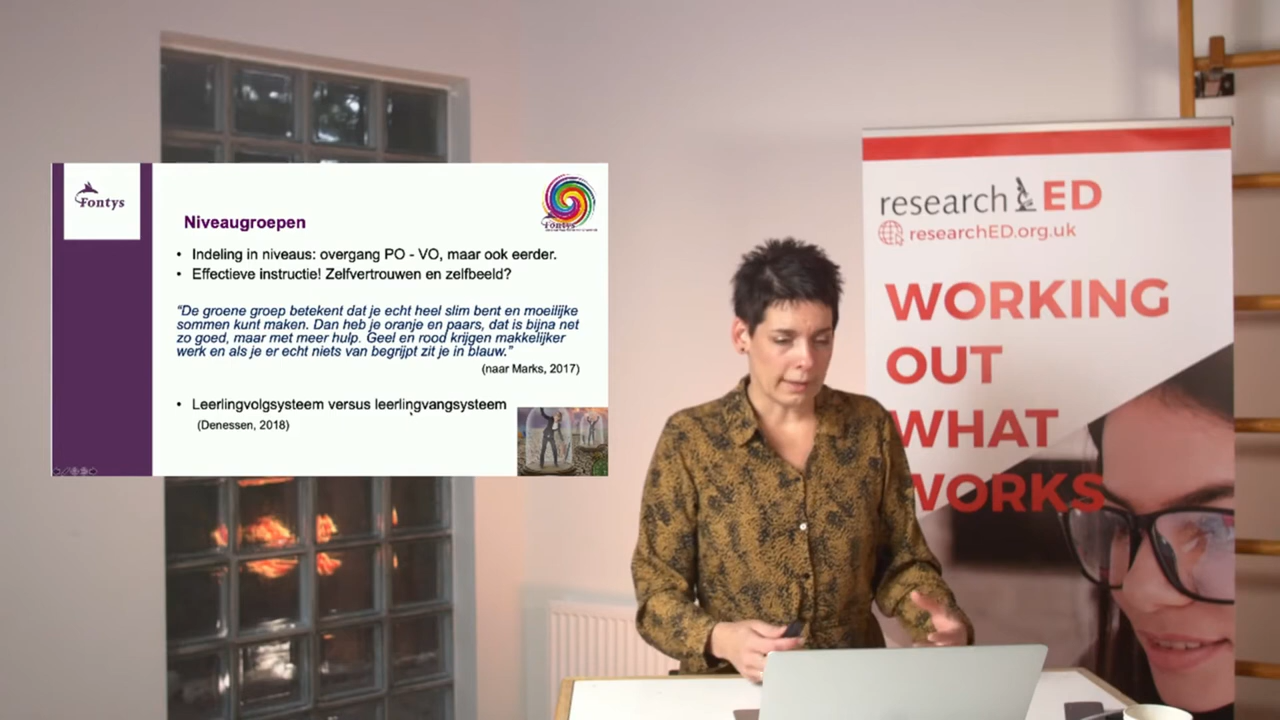 Fontys
Fontys
Niveaugroepen
• Indeling in niveaus: overgang PO - VO, maar ook eerder.
• Effectieve instructie! Zelfvertrouwen en zelfbeeld?
“De groene groep betekent dat je echt heel slim bent en moeilijke
sommen kunt maken. Dan heb je oranje en paars, dat is bijna net
zo goed, maar met meer hulp. Geel en rood krijgen makkelijker
werk en als je er echt niets van begrijpt zit je in blauw.”
(naar Marks, 2017)
• Leerlingvolgsysteem versus leerlingvangsysteem
(Denessen, 2018)
research ED
researchED.org.uk
WORKING
OUT
WHAT
WORKS